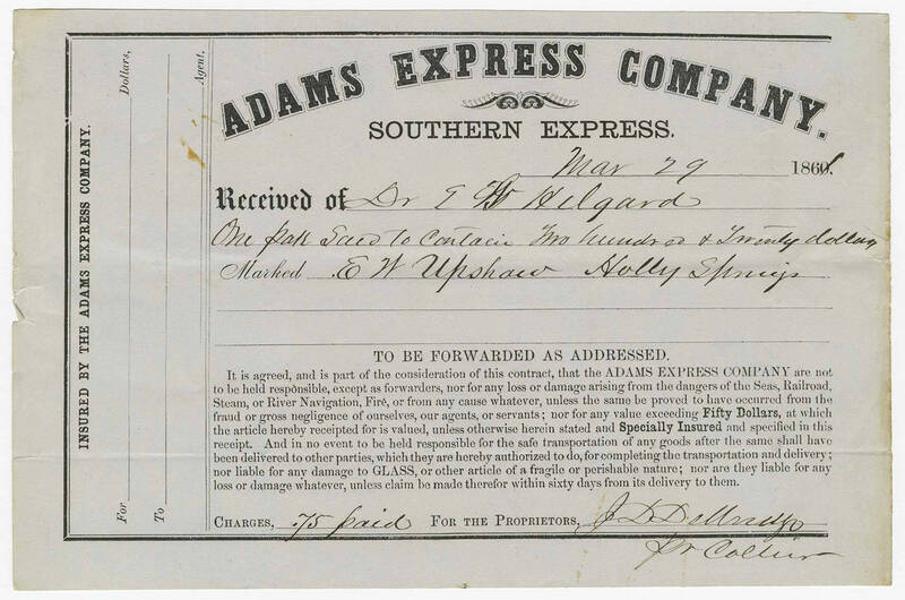 ADAMS EXPRESS COMPANY.
SOUTHERN EXPRESS.
Mar 29 1861.
Received of Dr E W Hilgard
One pak Said to Contain Two hundred & Twenty dollars
Marked E W Upshaw Holly Springs
TO BE FORWARDED AS ADDRESSED.
It is agreed, and is part of the consideration of this contract, that the ADAMS EXPRESS COMPANY are not
to be held responsible, except as forwarders, nor for any loss or damage arising from the dangers of the Seas, Railroad,
Steam, or River Navigation, Fire, or from any cause whatever, unless the same be proved to have occurred from the
fraud or gross negligence of ourselves, our agents, or servants; nor for any value exceeding Fifty Dollars, at which
the article hereby receipted for is valued, unless otherwise herein stated and Specially Insured and specified in this
receipt. And in no event to be held responsible for the safe transportation of any goods after the same shall have
been delivered to other parties, which they are hereby authorized to do, for completing the transportation and delivery;
nor liable for any damage to GLASS, or other article of a fragile or perishable nature; nor are they liable for any
loss or damage whatever, unless claim be made therefor within sixty days from its delivery to them.
CHARGES, 75 paid FOR THE PROPRIETORS, J D
INSURED BY THE ADAMS EXPRESS COMPANY.
For Dollars,
To Agent.